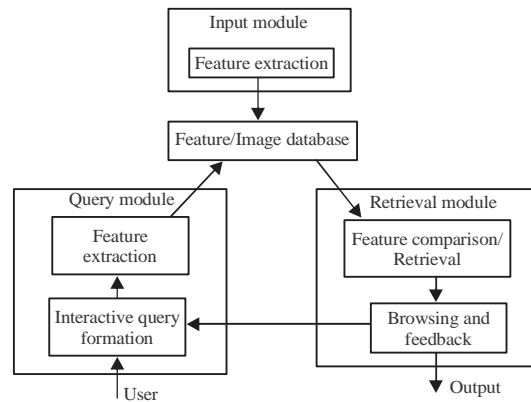 Input module
Feature extraction
Feature/Image database
Query module
Feature
extraction
Interactive query
formation
User
Retrieval module
Feature comparison/
Retrieval
Browsing and
feedback
Output